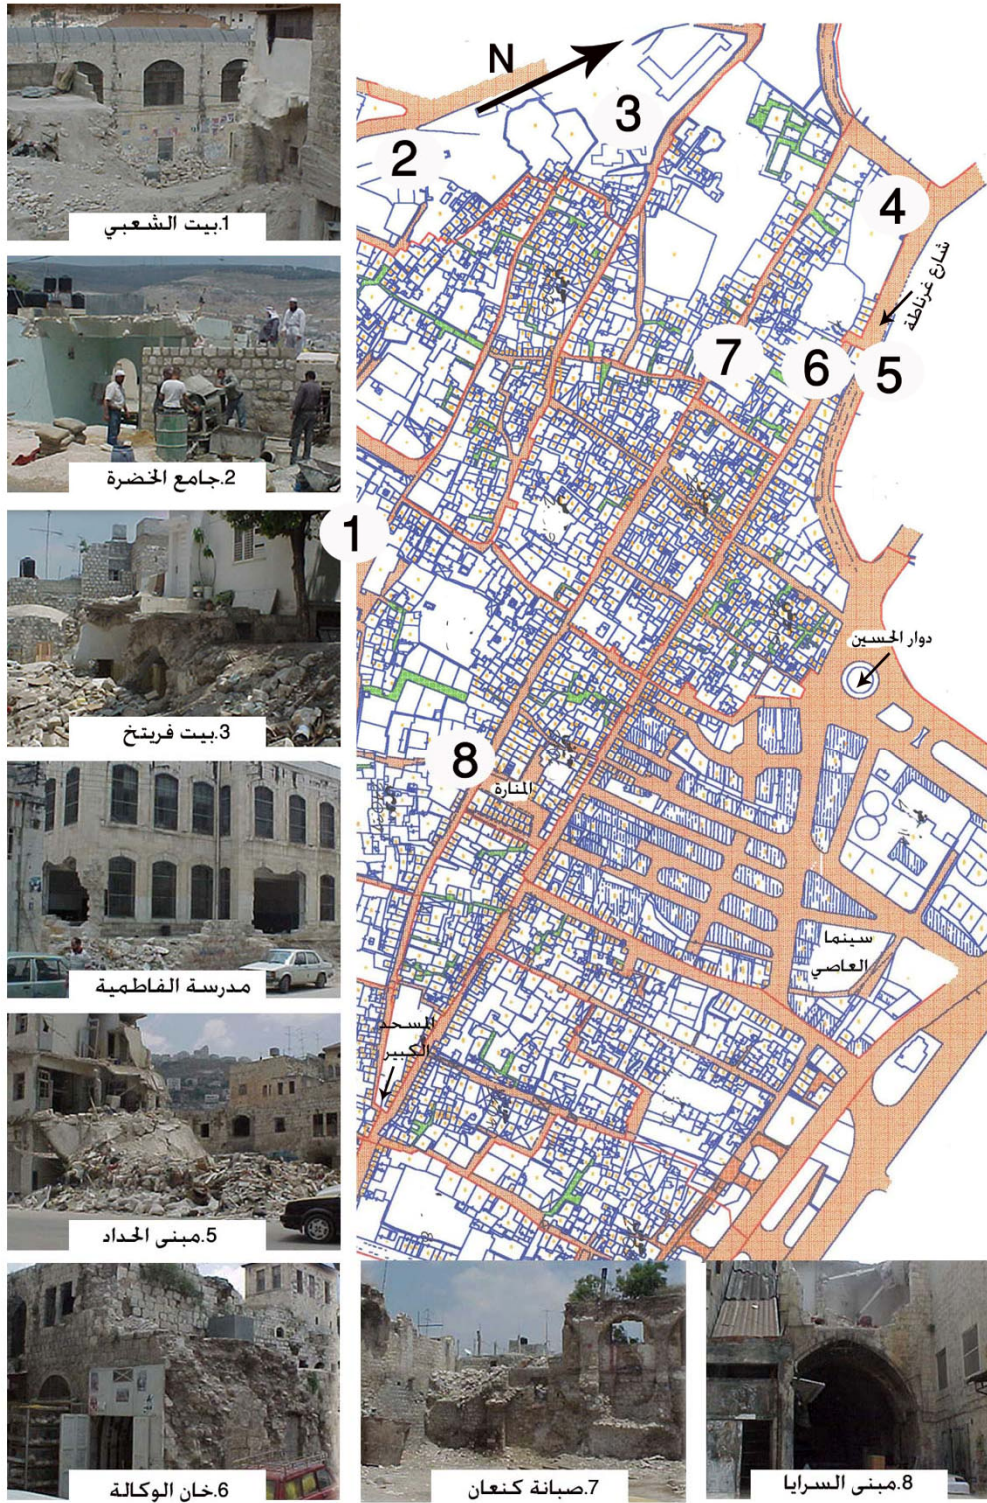 N
3
2
4
شارع غرناطة
7
6
5
1
دوار الحسين
8
المنارة
سينما
العاصي
المسحد
الكبير
1.بيت الشعبي
2.جامع الخضرة
3.بيت فريتخ
مدرسة الفاطمية
5.مبنى الحداد
6.خان الوكالة
7.صبانة كنعان
8.مبنى السرايا